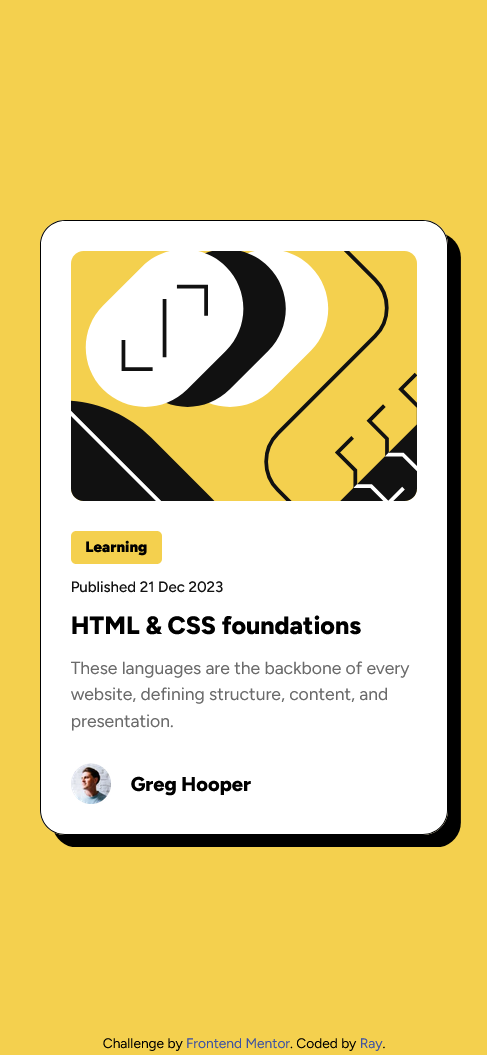 Learning
Published 21 Dec 2023
HTML & CSS foundations
These languages are the backbone of every
website, defining structure, content, and
presentation.
Greg Hooper
Challenge by Frontend Mentor. Coded by Ray.